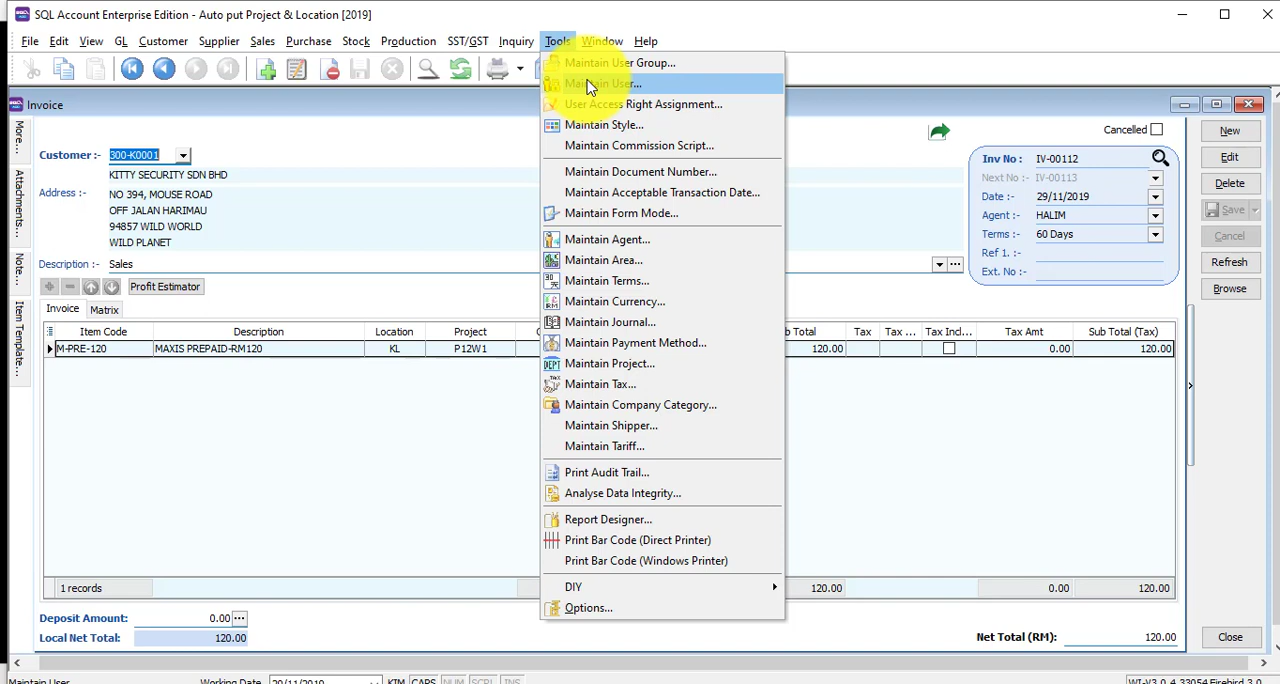 SQL Account Enterprise Edition - Auto put Project & Location [2019]
File Edit View GL Customer Supplier Sales Purchase Stock Production SST/GST Inquiry Tools Window Help
Invoice
More...
Attachments...
Note...
Item Template...
Customer :- 300-K0001
KITTY SECURITY SDN BHD
Address :- NO 394, MOUSE ROAD
OFF JALAN HARIMAU
94857 WILD WORLD
WILD PLANET
Description :- Sales
Profit Estimator
Invoice Matrix
Item Code Description Location Project
M-PRE-120 MAXIS PREPAID-RM120 KL P12W1
1 records
Deposit Amount: 0.00
Local Net Total: 120.00
Maintain User Group...
Maintain User...
User Access Right Assignment...
Maintain Style...
Maintain Commission Script...
Maintain Document Number...
Maintain Acceptable Transaction Date...
Maintain Form Mode...
Maintain Agent...
Maintain Area...
Maintain Terms...
Maintain Currency...
Maintain Journal...
Maintain Payment Method...
Maintain Project...
Maintain Tax...
Maintain Company Category...
Maintain Shipper...
Maintain Tariff...
Print Audit Trail...
Analyse Data Integrity...
Report Designer...
Print Bar Code (Direct Printer)
Print Bar Code (Windows Printer)
DIY
Options...
Cancelled
Inv No : IV-00112
Next No :- IV-00113
Date :- 29/11/2019
Agent :- HALIM
Terms :- 60 Days
Ref 1. :-
Ext. No :-
Total Tax Tax ... Tax Incl... Tax Amt Sub Total (Tax)
120.00 0.00 120.00
120.00 0.00 120.00
Net Total (RM): 120.00
New
Edit
Delete
Save
Cancel
Refresh
Browse
Close
Maintain User Working Date 29/11/2019 KIM CAPS NUM SCRL INS WI-V3.0.4.33054 Firebird 3.0